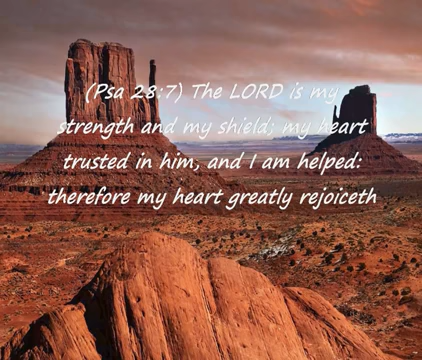 (Psa 28:7) The LORD is my
strength and my shield; my heart
trusted in him, and I am helped:
therefore my heart greatly rejoiceth